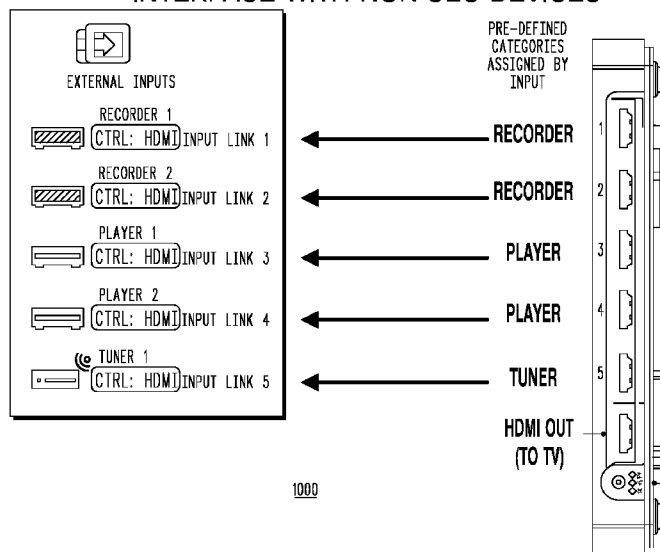 INTERFACE WITH NON-CEC DEVICES
PRE-DEFINED
CATEGORIES
ASSIGNED BY
INPUT
EXTERNAL INPUTS
RECORDER 1
CTRL: HDMI INPUT LINK 1
RECORDER
1
RECORDER 2
CTRL: HDMI INPUT LINK 2
RECORDER
2
PLAYER 1
CTRL: HDMI INPUT LINK 3
PLAYER
3
PLAYER 2
CTRL: HDMI INPUT LINK 4
PLAYER
4
TUNER 1
CTRL: HDMI INPUT LINK 5
TUNER
5
HDMI OUT
(TO TV)
1000